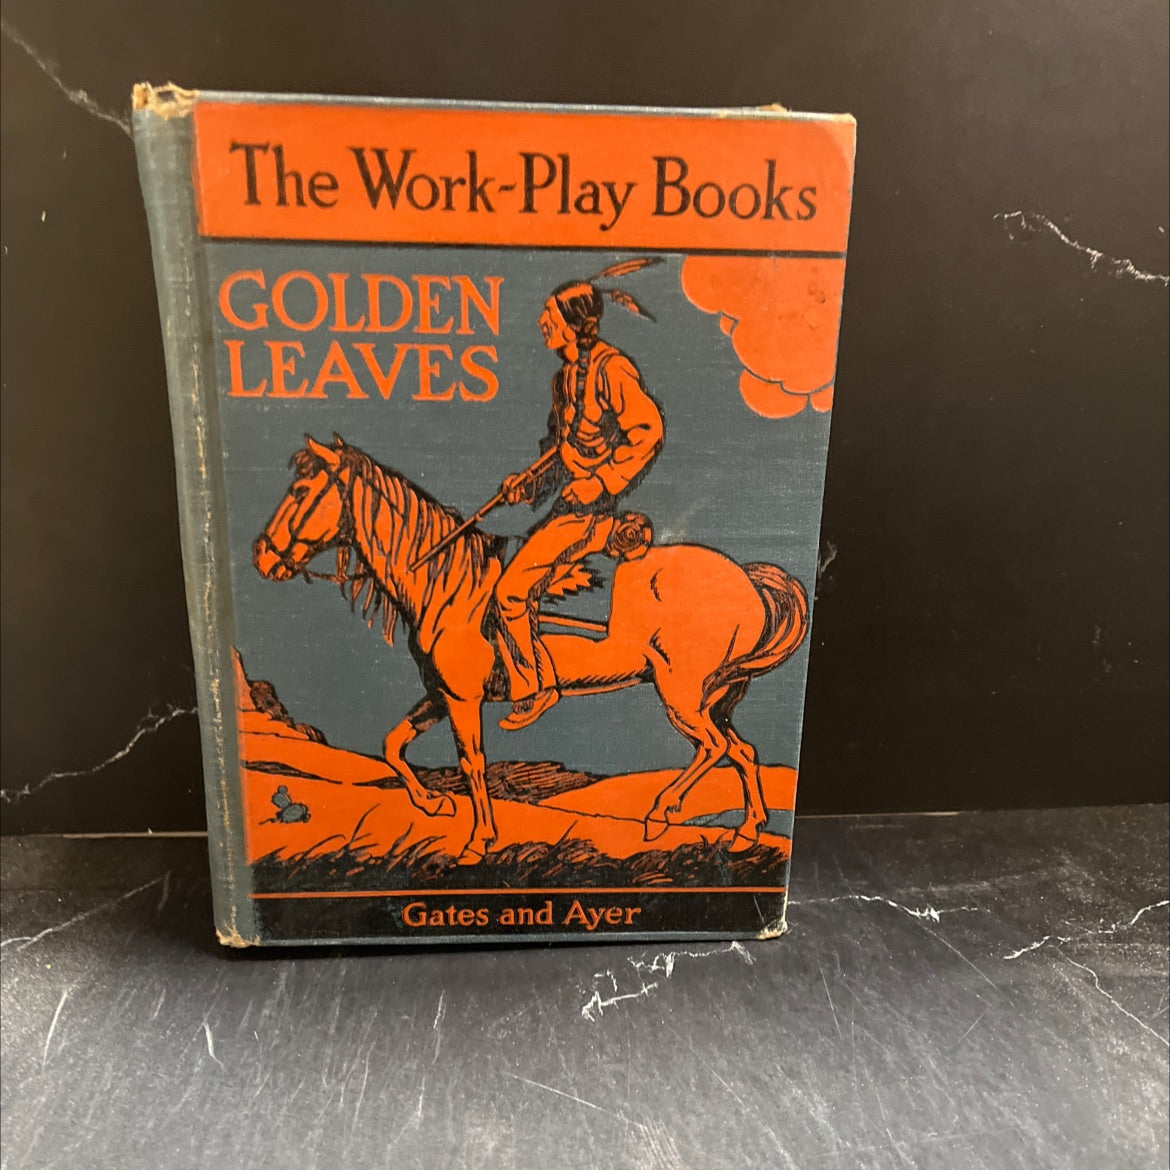 The Work-Play Books
GOLDEN
LEAVES
Gates and Ayer